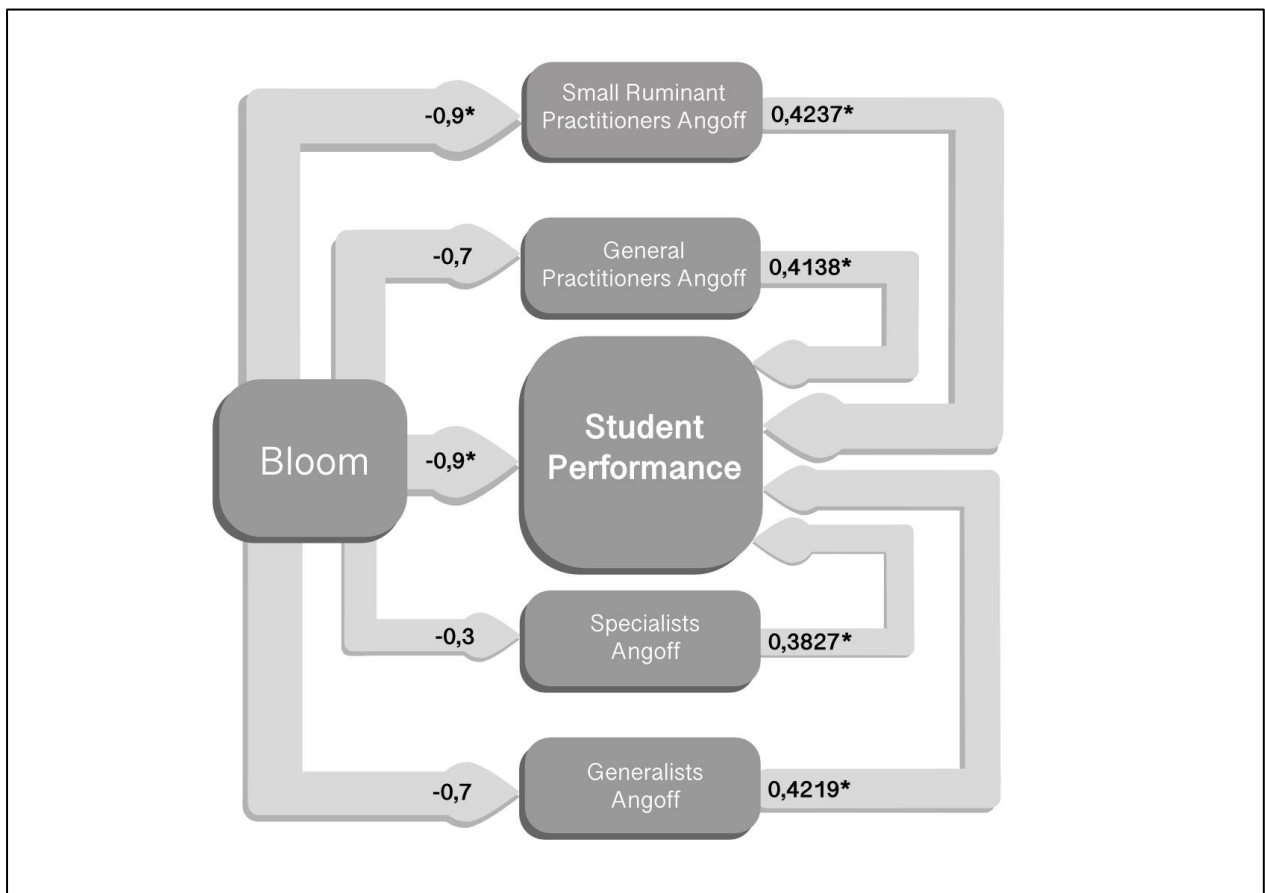 Small Ruminant
Practitioners Angoff
-0,9*
0,4237*
General
Practitioners Angoff
-0,7
0,4138*
Student
Performance
Bloom
-0,9*
Specialists
Angoff
-0,3
0,3827*
Generalists
Angoff
-0,7
0,4219*